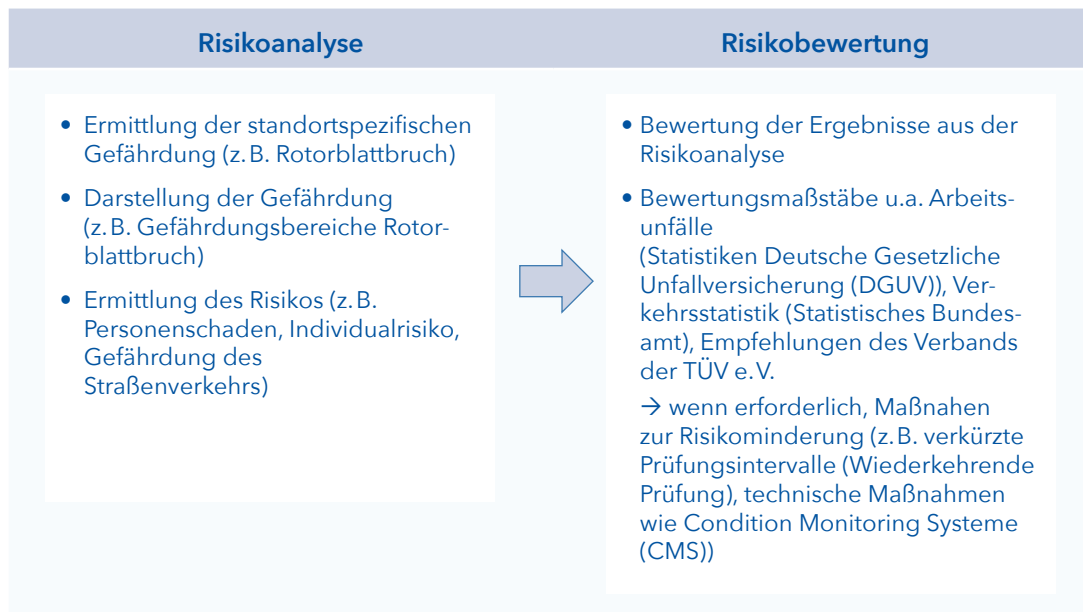 Risikoanalyse
• Ermittlung der standortspezifischen
Gefährdung (z. B. Rotorblattbruch)
• Darstellung der Gefährdung
(z. B. Gefährdungsbereiche Rotor-
blattbruch)
• Ermittlung des Risikos (z. B.
Personenschaden, Individualrisiko,
Gefährdung des
Straßenverkehrs)
Risikobewertung
• Bewertung der Ergebnisse aus der
Risikoanalyse
• Bewertungsmaßstäbe u.a. Arbeits-
unfälle
(Statistiken Deutsche Gesetzliche
Unfallversicherung (DGUV)), Ver-
kehrsstatistik (Statistisches Bundes-
amt), Empfehlungen des Verbands
der TÜV e. V.
→ wenn erforderlich, Maßnahen
zur Risikominderung (z. B. verkürzte
Prüfungsintervalle (Wiederkehrende
Prüfung), technische Maßnahmen
wie Condition Monitoring Systeme
(CMS))